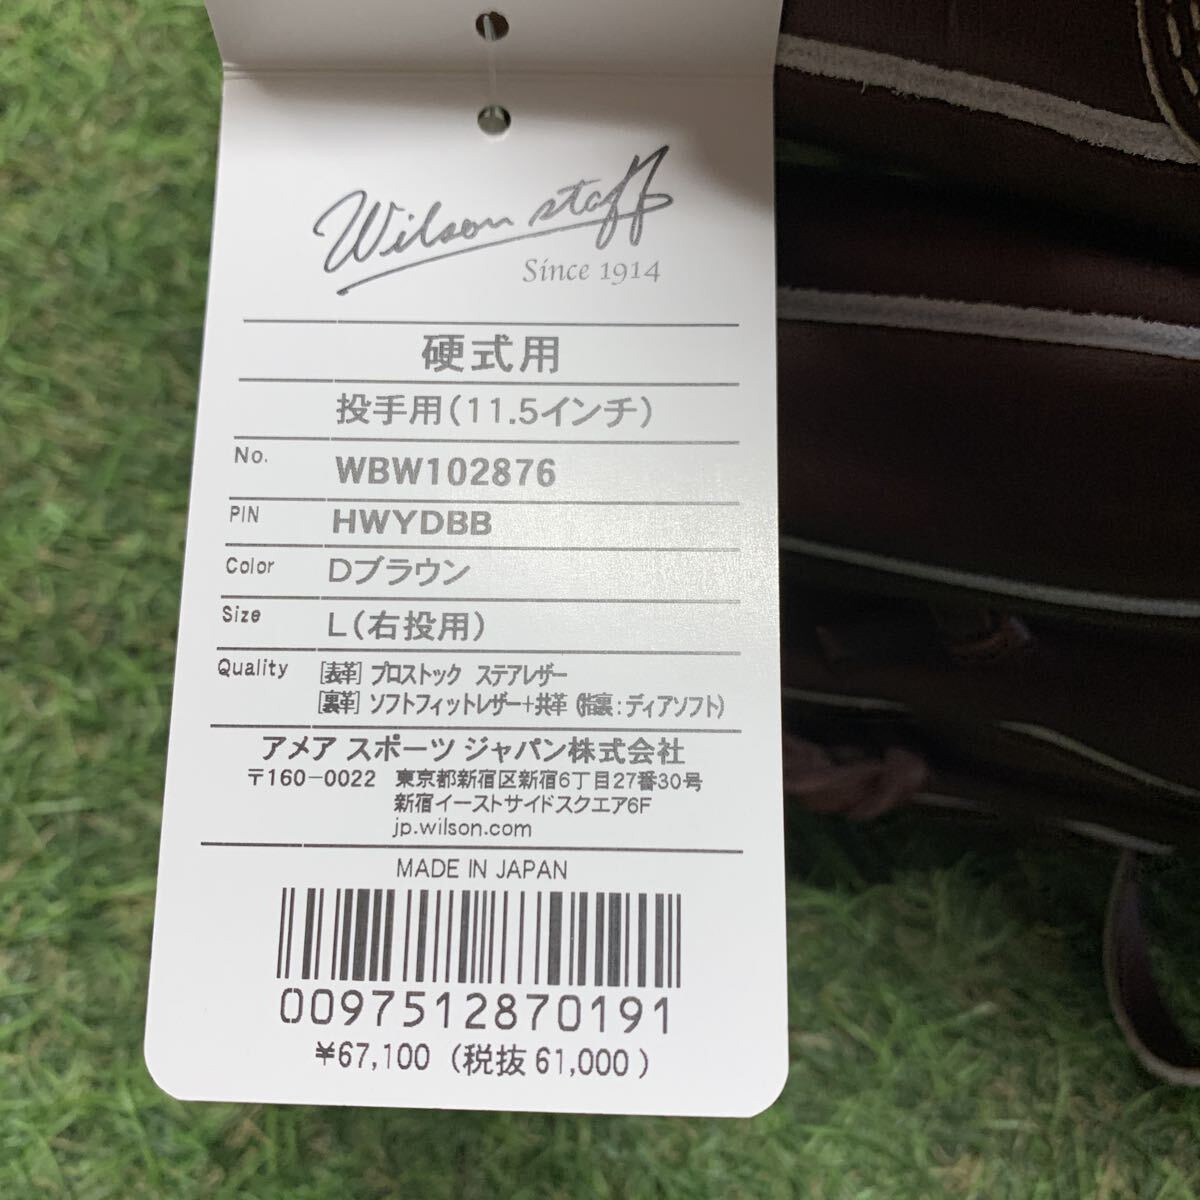 Wilson staff
Since 1914
硬式用
投手用(11.5インチ)
No. WBW102876
PIN HWYDBB
Color Dブラウン
Size L(右投用)
Quality [表革] プロストック ステアレザー
[裏革] ソフトフィットレザー+共革 (指裏:ディアソフト)
アメア スポーツ ジャパン株式会社
〒160-0022 東京都新宿区新宿6丁目27番30号
新宿イーストサイドスクエア6F
jp.wilson.com
MADE IN JAPAN
0097512870191
¥67,100 (税抜 61,000)